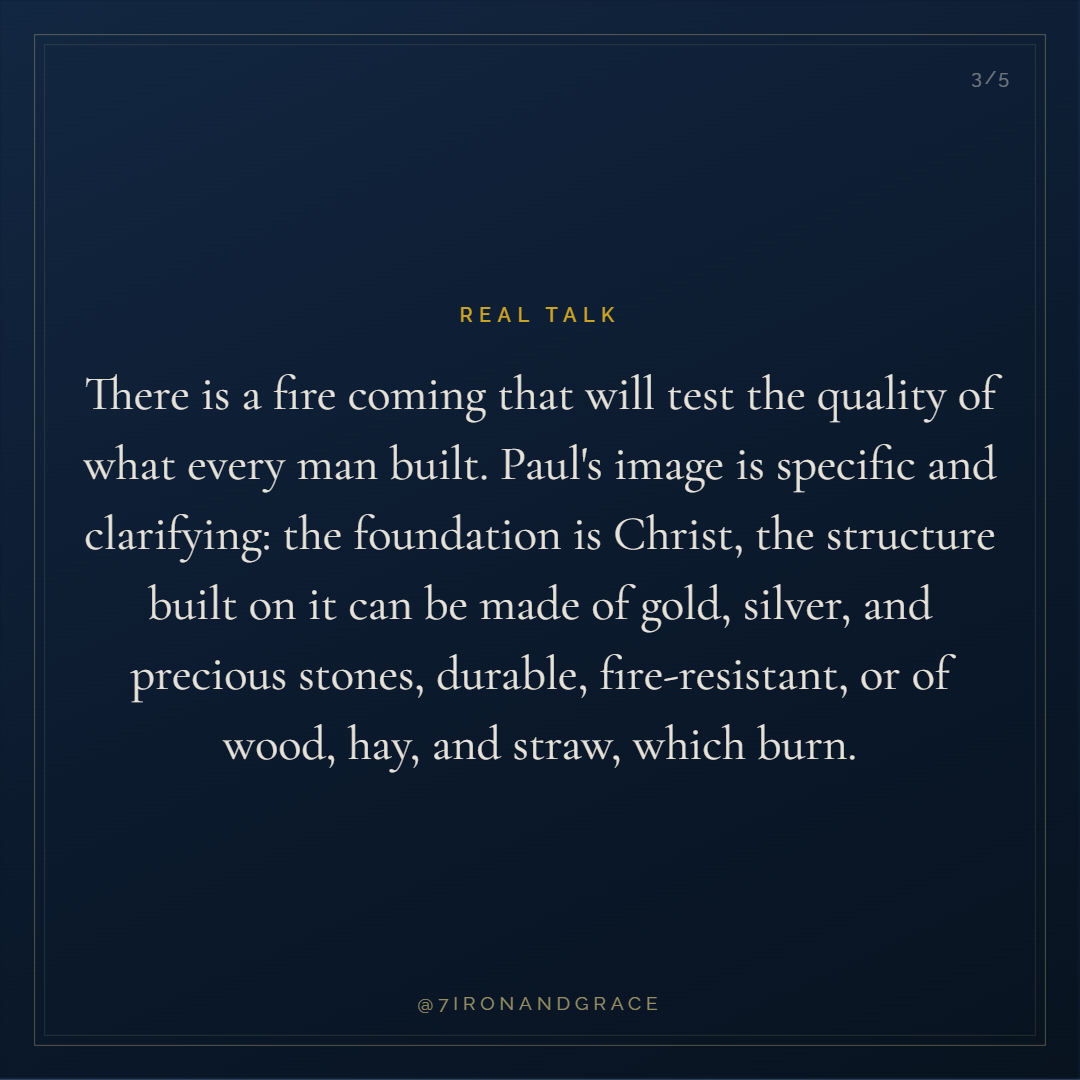 3/5
REAL TALK
There is a fire coming that will test the quality of
what every man built. Paul's image is specific and
clarifying: the foundation is Christ, the structure
built on it can be made of gold, silver, and
precious stones, durable, fire-resistant, or of
wood, hay, and straw, which burn.
@7IRONANDGRACE